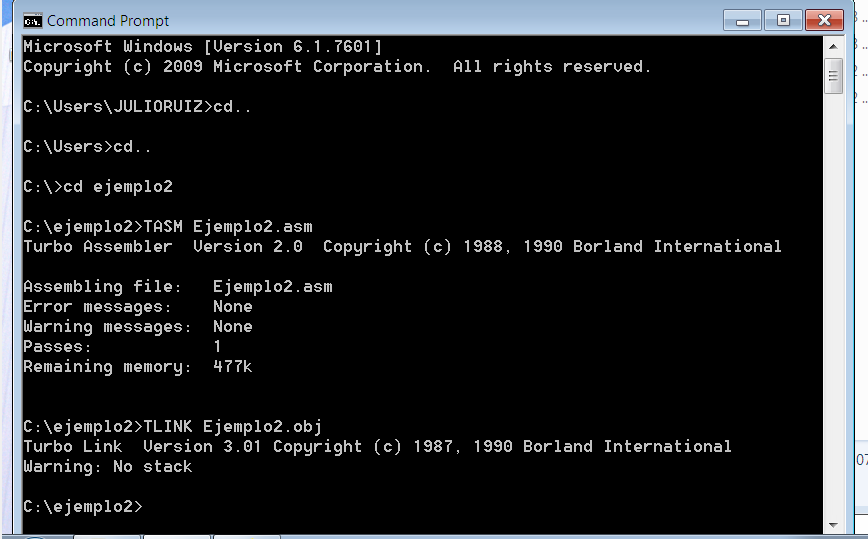 Command Prompt
Microsoft Windows [Version 6.1.7601]
Copyright (c) 2009 Microsoft Corporation.  All rights reserved.
C:\Users\JULIORUIZ>cd..
C:\Users>cd..
C:\>cd ejemplo2
C:\ejemplo2>TASM Ejemplo2.asm
Turbo Assembler  Version 2.0  Copyright (c) 1988, 1990 Borland International
Assembling file:   Ejemplo2.asm
Error messages:    None
Warning messages:  None
Passes:            1
Remaining memory:  477k
C:\ejemplo2>TLINK Ejemplo2.obj
Turbo Link  Version 3.01 Copyright (c) 1987, 1990 Borland International
Warning: No stack
C:\ejemplo2>